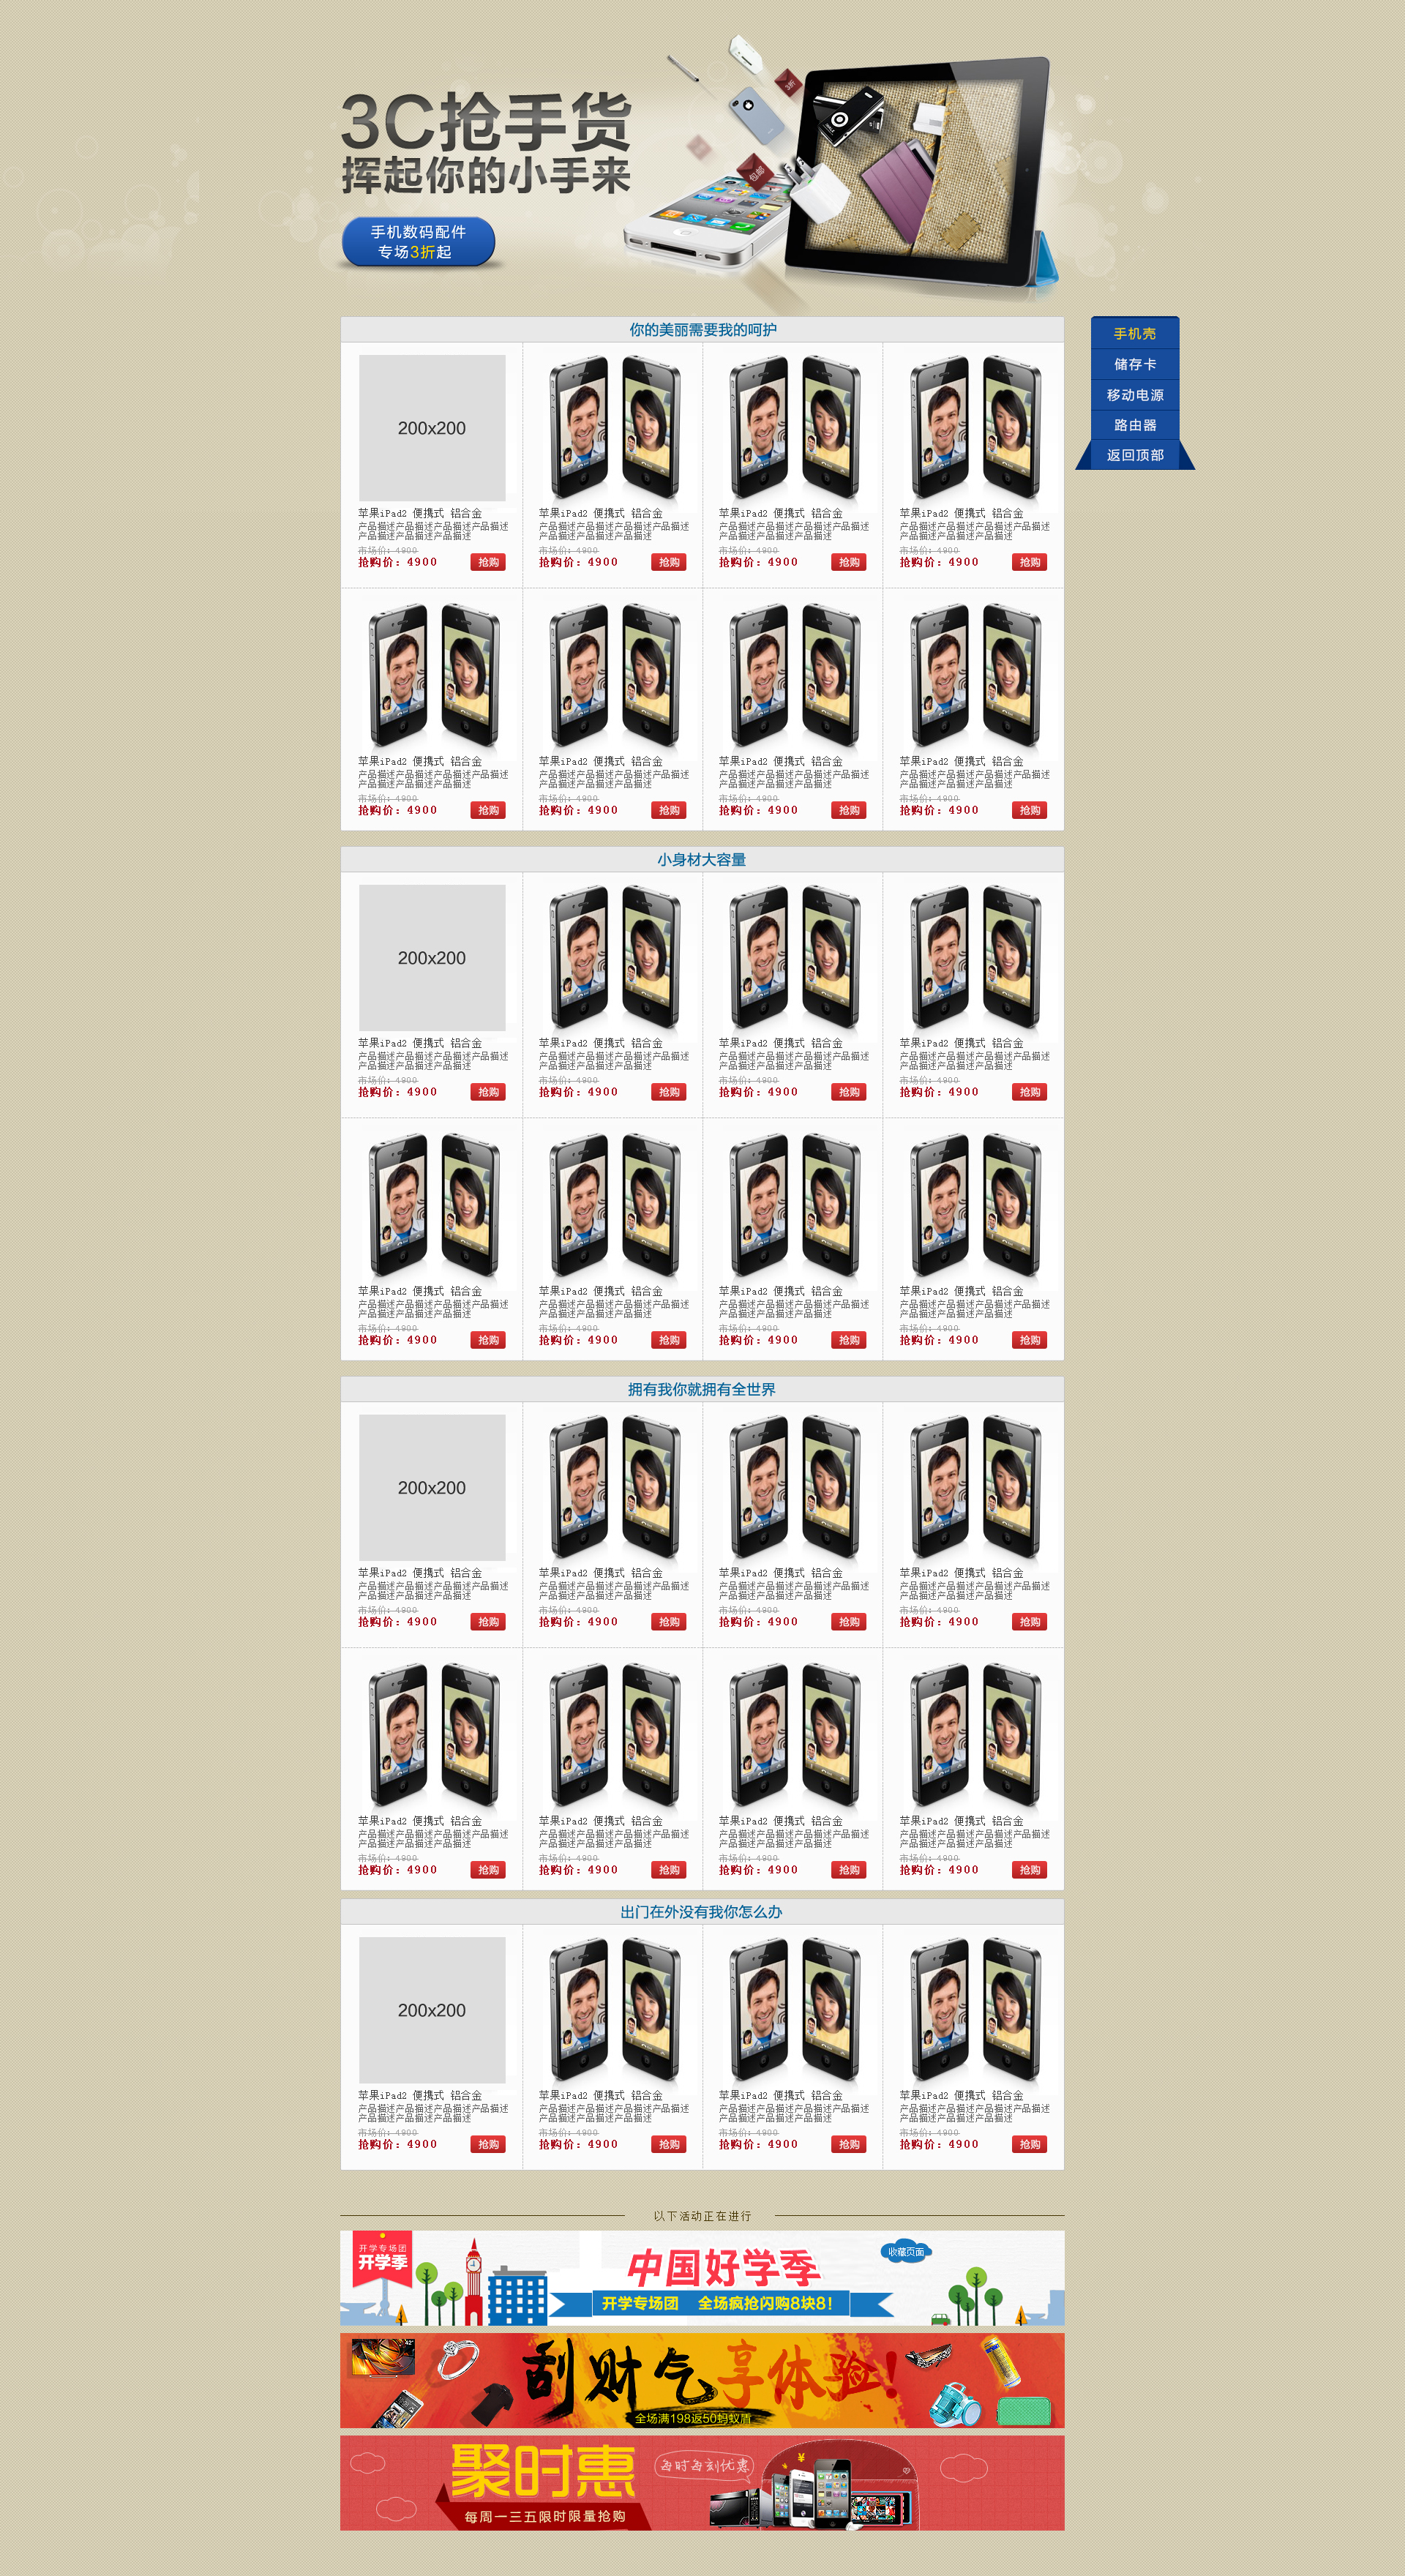 3C抢手货
挥起你的小手来
手机数码配件
专场3折起
3折
包邮
手机壳
储存卡
移动电源
路由器
返回顶部
你的美丽需要我的呵护
200x200
苹果iPad2 便携式 铝合金
苹果iPad2 便携式 铝合金
苹果iPad2 便携式 铝合金
苹果iPad2 便携式 铝合金
产品描述产品描述产品描述产品描述
产品描述产品描述产品描述
产品描述产品描述产品描述产品描述
产品描述产品描述产品描述
产品描述产品描述产品描述产品描述
产品描述产品描述产品描述
产品描述产品描述产品描述产品描述
产品描述产品描述产品描述
市场价: 4900
市场价: 4900
市场价: 4900
市场价: 4900
抢购价: 4900 抢购
抢购价: 4900 抢购
抢购价: 4900 抢购
抢购价: 4900 抢购
苹果iPad2 便携式 铝合金
苹果iPad2 便携式 铝合金
苹果iPad2 便携式 铝合金
苹果iPad2 便携式 铝合金
产品描述产品描述产品描述产品描述
产品描述产品描述产品描述
产品描述产品描述产品描述产品描述
产品描述产品描述产品描述
产品描述产品描述产品描述产品描述
产品描述产品描述产品描述
产品描述产品描述产品描述产品描述
产品描述产品描述产品描述
市场价: 4900
市场价: 4900
市场价: 4900
市场价: 4900
抢购价: 4900 抢购
抢购价: 4900 抢购
抢购价: 4900 抢购
抢购价: 4900 抢购
小身材大容量
200x200
苹果iPad2 便携式 铝合金
苹果iPad2 便携式 铝合金
苹果iPad2 便携式 铝合金
苹果iPad2 便携式 铝合金
产品描述产品描述产品描述产品描述
产品描述产品描述产品描述
产品描述产品描述产品描述产品描述
产品描述产品描述产品描述
产品描述产品描述产品描述产品描述
产品描述产品描述产品描述
产品描述产品描述产品描述产品描述
产品描述产品描述产品描述
市场价: 4900
市场价: 4900
市场价: 4900
市场价: 4900
抢购价: 4900 抢购
抢购价: 4900 抢购
抢购价: 4900 抢购
抢购价: 4900 抢购
苹果iPad2 便携式 铝合金
苹果iPad2 便携式 铝合金
苹果iPad2 便携式 铝合金
苹果iPad2 便携式 铝合金
产品描述产品描述产品描述产品描述
产品描述产品描述产品描述
产品描述产品描述产品描述产品描述
产品描述产品描述产品描述
产品描述产品描述产品描述产品描述
产品描述产品描述产品描述
产品描述产品描述产品描述产品描述
产品描述产品描述产品描述
市场价: 4900
市场价: 4900
市场价: 4900
市场价: 4900
抢购价: 4900 抢购
抢购价: 4900 抢购
抢购价: 4900 抢购
抢购价: 4900 抢购
拥有我你就拥有全世界
200x200
苹果iPad2 便携式 铝合金
苹果iPad2 便携式 铝合金
苹果iPad2 便携式 铝合金
苹果iPad2 便携式 铝合金
产品描述产品描述产品描述产品描述
产品描述产品描述产品描述
产品描述产品描述产品描述产品描述
产品描述产品描述产品描述
产品描述产品描述产品描述产品描述
产品描述产品描述产品描述
产品描述产品描述产品描述产品描述
产品描述产品描述产品描述
市场价: 4900
市场价: 4900
市场价: 4900
市场价: 4900
抢购价: 4900 抢购
抢购价: 4900 抢购
抢购价: 4900 抢购
抢购价: 4900 抢购
苹果iPad2 便携式 铝合金
苹果iPad2 便携式 铝合金
苹果iPad2 便携式 铝合金
苹果iPad2 便携式 铝合金
产品描述产品描述产品描述产品描述
产品描述产品描述产品描述
产品描述产品描述产品描述产品描述
产品描述产品描述产品描述
产品描述产品描述产品描述产品描述
产品描述产品描述产品描述
产品描述产品描述产品描述产品描述
产品描述产品描述产品描述
市场价: 4900
市场价: 4900
市场价: 4900
市场价: 4900
抢购价: 4900 抢购
抢购价: 4900 抢购
抢购价: 4900 抢购
抢购价: 4900 抢购
出门在外没有我你怎么办
200x200
苹果iPad2 便携式 铝合金
苹果iPad2 便携式 铝合金
苹果iPad2 便携式 铝合金
苹果iPad2 便携式 铝合金
产品描述产品描述产品描述产品描述
产品描述产品描述产品描述
产品描述产品描述产品描述产品描述
产品描述产品描述产品描述
产品描述产品描述产品描述产品描述
产品描述产品描述产品描述
产品描述产品描述产品描述产品描述
产品描述产品描述产品描述
市场价: 4900
市场价: 4900
市场价: 4900
市场价: 4900
抢购价: 4900 抢购
抢购价: 4900 抢购
抢购价: 4900 抢购
抢购价: 4900 抢购
以下活动正在进行
开学专场团
开学季
中国好学季
收藏页面
开学专场团 全场疯抢闪购8块8!
刮财气享体验!
全场满198返50蚂蚁盾
聚时惠
每时每刻优惠
¥
每周一三五限时限量抢购